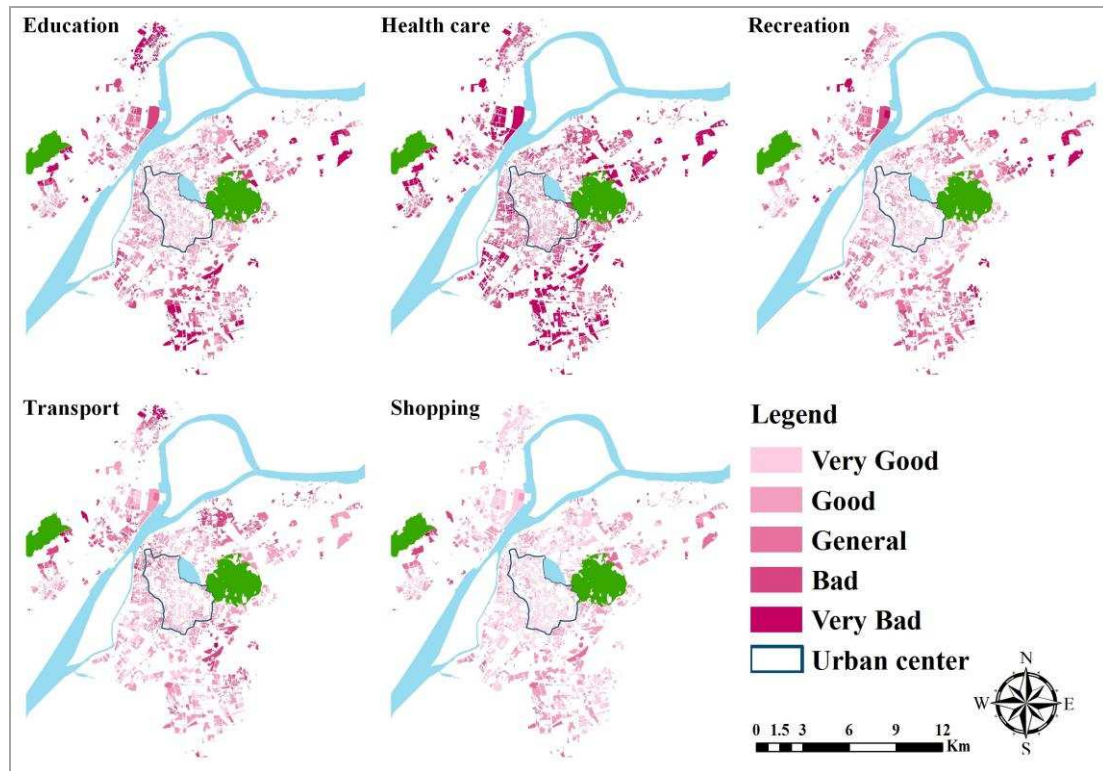 Education
Health care
Recreation
Transport
Shopping
Legend
Very Good
Good
General
Bad
Very Bad
Urban center
N
W E
S
0 1.5 3 6 9 12
Km